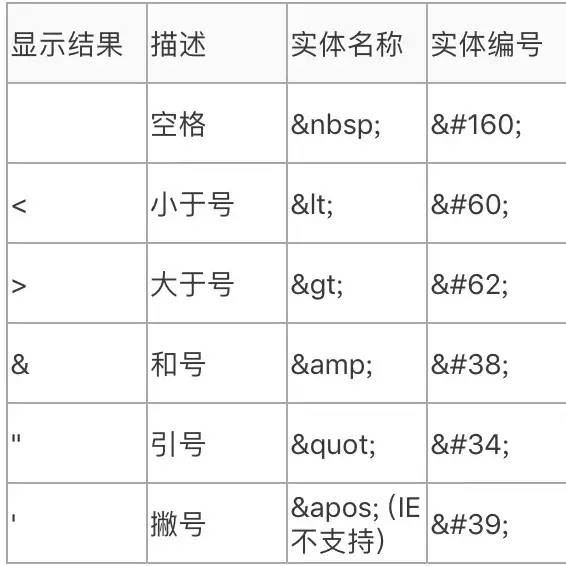 显示结果 描述 实体名称 实体编号
空格 &nbsp; &#160;
< 小于号 &lt; &#60;
> 大于号 &gt; &#62;
& 和号 &amp; &#38;
" 引号 &quot; &#34;
' 撇号 &apos; (IE &#39;
不支持)